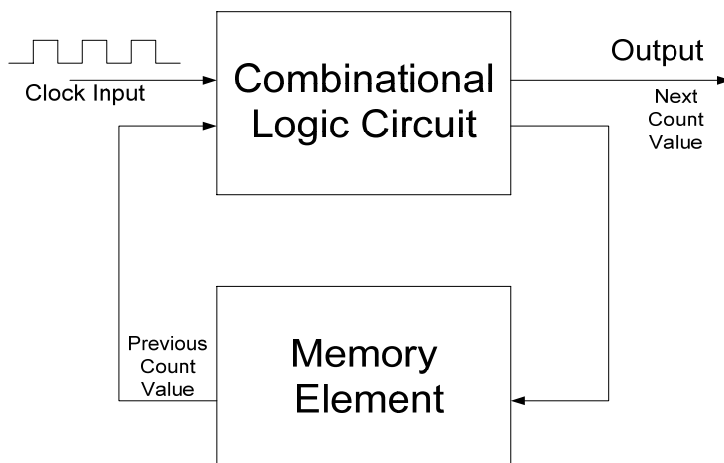 Clock Input
Combinational
Logic Circuit
Output
Next
Count
Value
Previous
Count
Value
Memory
Element